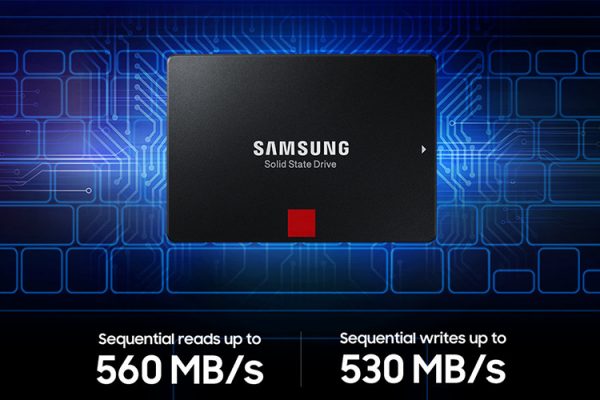 SAMSUNG
Solid State Drive
Sequential reads up to
560 MB/s
Sequential writes up to
530 MB/s